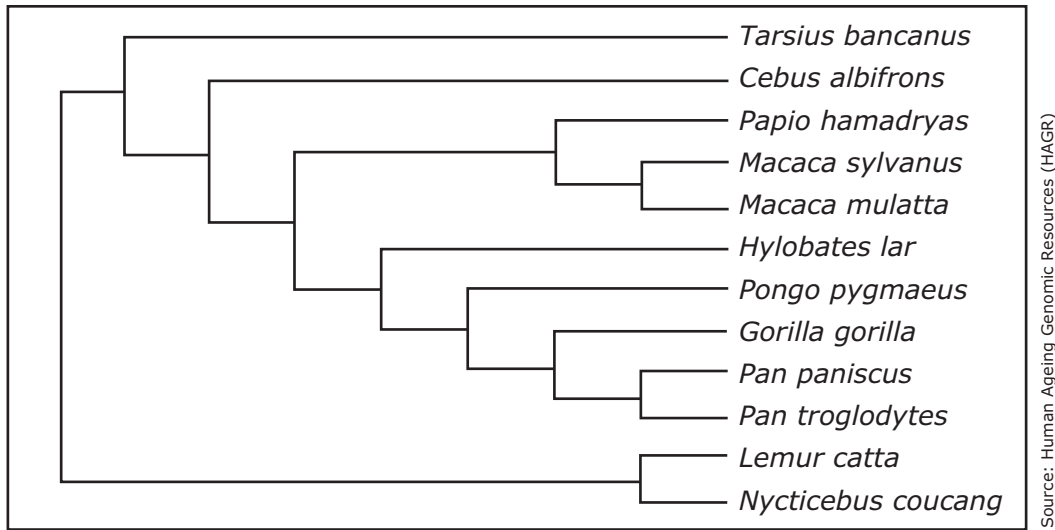 Tarsius bancanus
Cebus albifrons
Papio hamadryas
Macaca sylvanus
Macaca mulatta
Hylobates lar
Pongo pygmaeus
Gorilla gorilla
Pan paniscus
Pan troglodytes
Lemur catta
Nycticebus coucang
Source: Human Ageing Genomic Resources (HAGR)